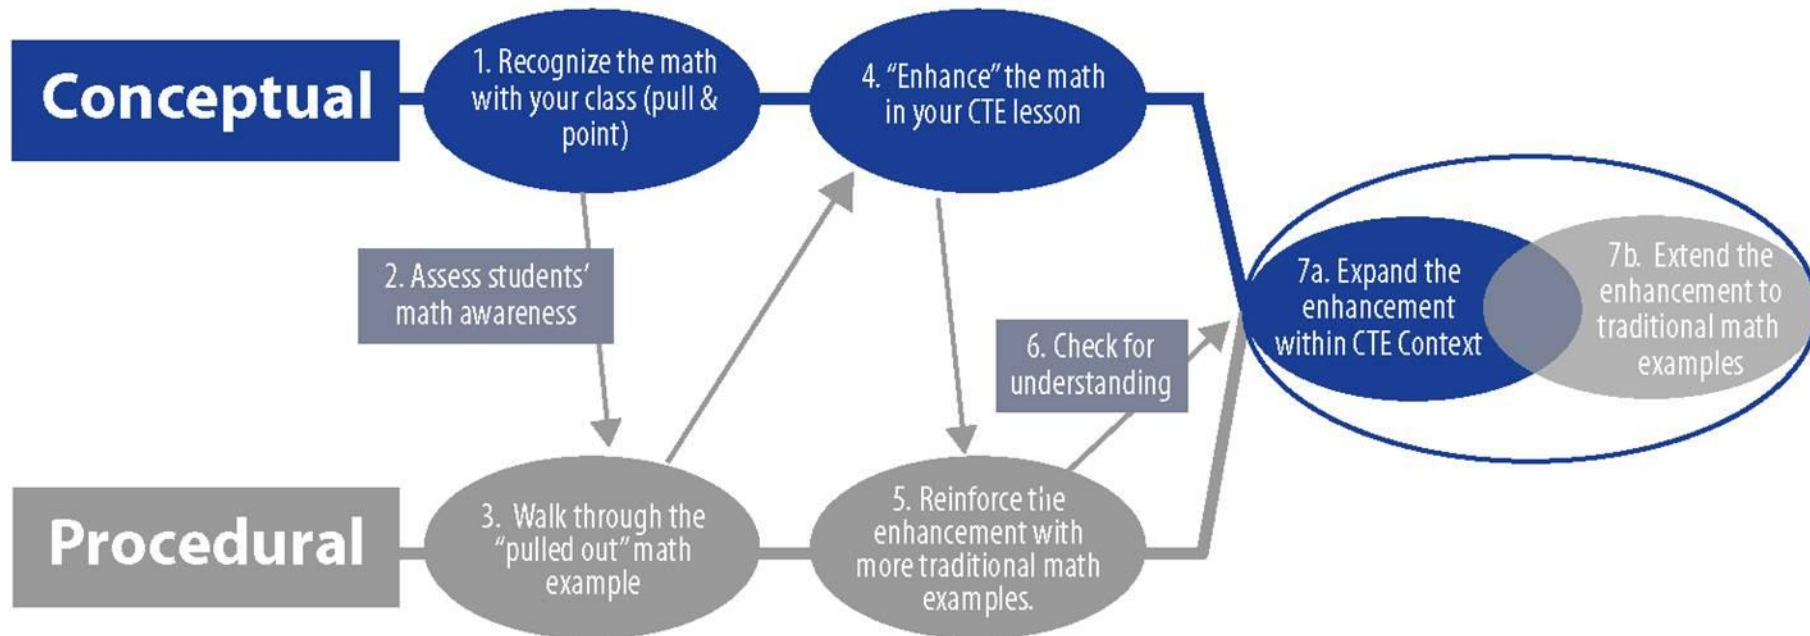 Conceptual
1. Recognize the math
with your class (pull &
point)
4. “Enhance” the math
in your CTE lesson
2. Assess students’
math awareness
7a. Expand the
enhancement
within CTE Context
7b. Extend the
enhancement to
traditional math
examples
6. Check for
understanding
Procedural
3. Walk through the
“pulled out” math
example
5. Reinforce the
enhancement with
more traditional math
examples.